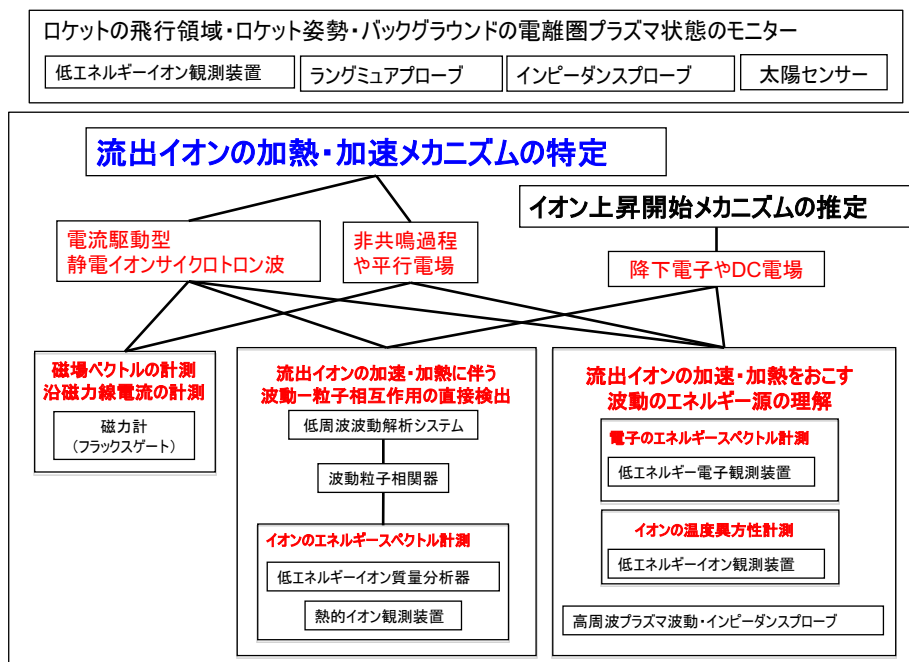 ロケットの飛行領域・ロケット姿勢・バックグラウンドの電離圏プラズマ状態のモニター
低エネルギーイオン観測装置
ラングミュアプローブ
インピーダンスプローブ
太陽センサー
流出イオンの加熱・加速メカニズムの特定
イオン上昇開始メカニズムの推定
電流駆動型
静電イオンサイクロトロン波
非共鳴過程
や平行電場
降下電子やDC電場
磁場ベクトルの計測
沿磁力線電流の計測
磁力計
(フラックスゲート)
流出イオンの加速・加熱に伴う
波動ー粒子相互作用の直接検出
低周波波動解析システム
波動粒子相関器
イオンのエネルギースペクトル計測
低エネルギーイオン質量分析器
熱的イオン観測装置
流出イオンの加速・加熱をおこす
波動のエネルギー源の理解
電子のエネルギースペクトル計測
低エネルギー電子観測装置
イオンの温度異方性計測
低エネルギーイオン観測装置
高周波プラズマ波動・インピーダンスプローブ